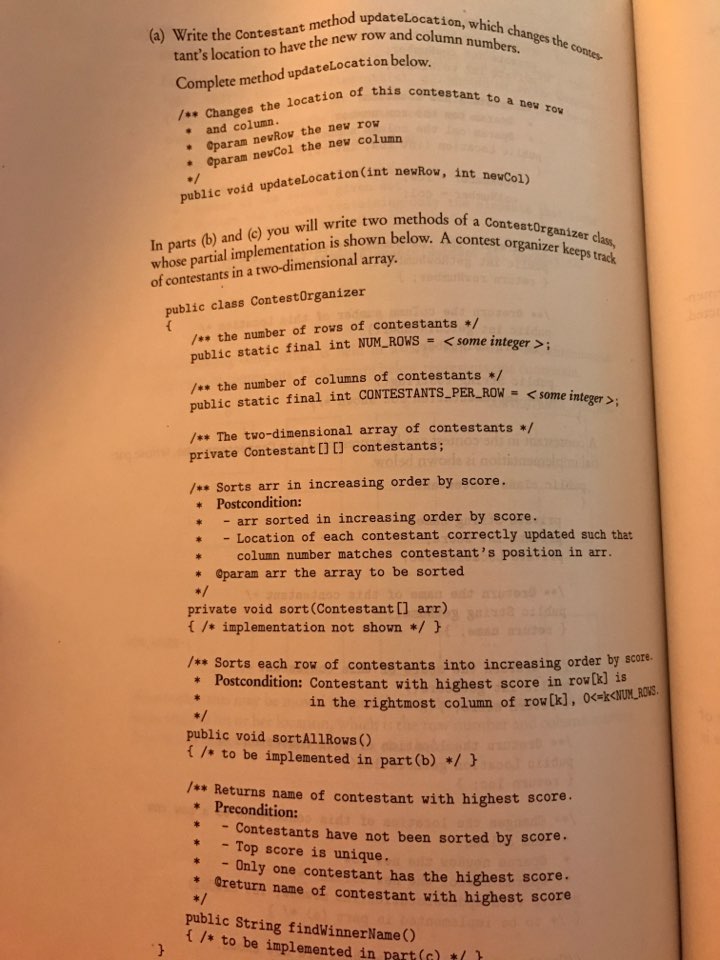 (a) Write the Contestant method updateLocation, which changes the contes-
tant's location to have the new row and column numbers.
Complete method updateLocation below.
/** Changes the location of this contestant to a new row
* and column.
* @param newRow the new row
* @param newCol the new column
*/
public void updateLocation(int newRow, int newCol)
In parts (b) and (c) you will write two methods of a ContestOrganizer class,
whose partial implementation is shown below. A contest organizer keeps track
of contestants in a two-dimensional array.
public class ContestOrganizer
{
/** the number of rows of contestants */
public static final int NUM_ROWS = < some integer >;
/** the number of columns of contestants */
public static final int CONTESTANTS_PER_ROW = < some integer >;
/** The two-dimensional array of contestants */
private Contestant[][] contestants;
/** Sorts arr in increasing order by score.
* Postcondition:
* - arr sorted in increasing order by score.
* - Location of each contestant correctly updated such that
* column number matches contestant's position in arr.
* @param arr the array to be sorted
*/
private void sort(Contestant[] arr)
{ /* implementation not shown */ }
/** Sorts each row of contestants into increasing order by score.
* Postcondition: Contestant with highest score in row[k] is
* in the rightmost column of row[k], 0<=k<NUM_ROWS.
*/
public void sortAllRows()
{ /* to be implemented in part(b) */ }
/** Returns name of contestant with highest score.
* Precondition:
* - Contestants have not been sorted by score.
* - Top score is unique.
* - Only one contestant has the highest score.
* @return name of contestant with highest score
*/
public String findWinnerName()
{ /* to be implemented in part(c) */ }
}